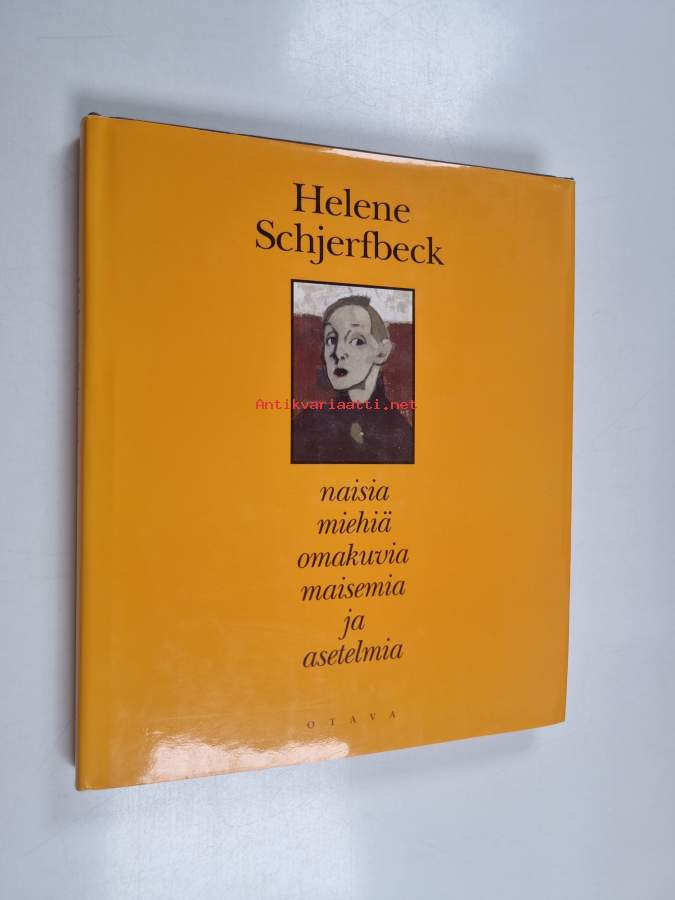 Helene
Schjerfbeck
Antikvariaatti.net
naisia
miehiä
omakuvia
maisemia
ja
asetelmia
OTAVA